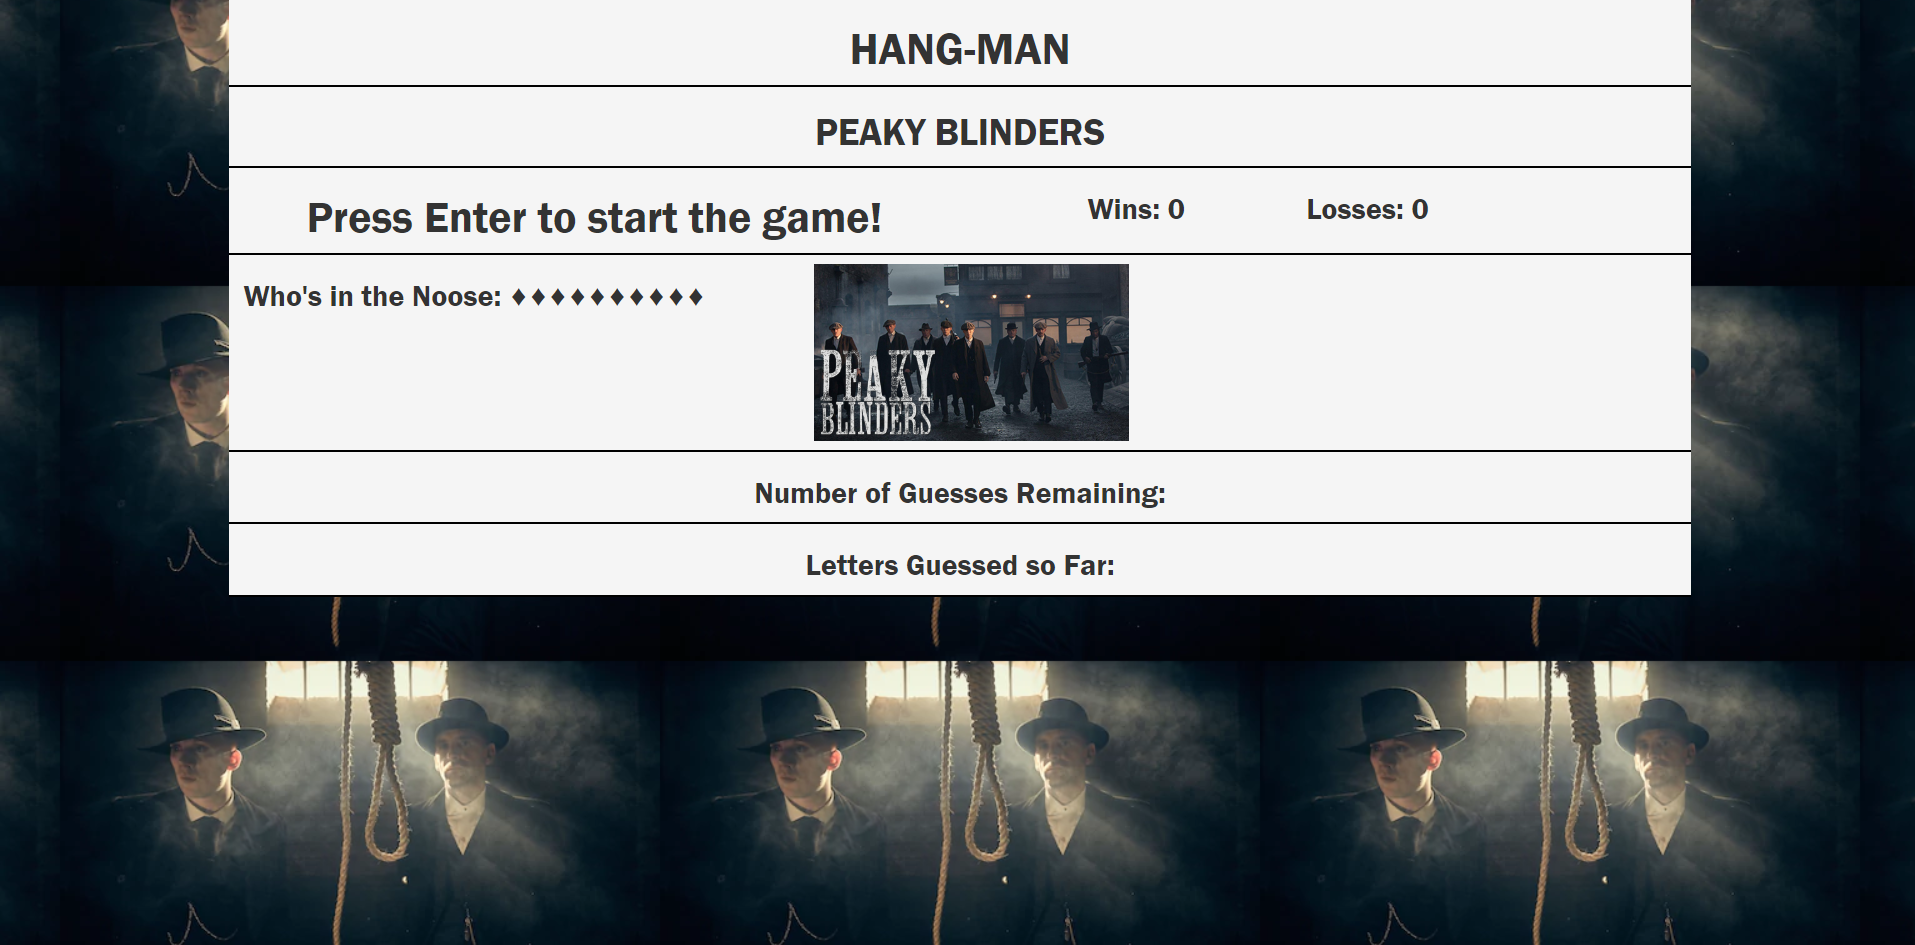 HANG-MAN
PEAKY BLINDERS
Press Enter to start the game!
Wins: 0
Losses: 0
Who's in the Noose: ♦♦♦♦♦♦♦♦♦♦
PEAKY
BLINDERS
Number of Guesses Remaining:
Letters Guessed so Far: